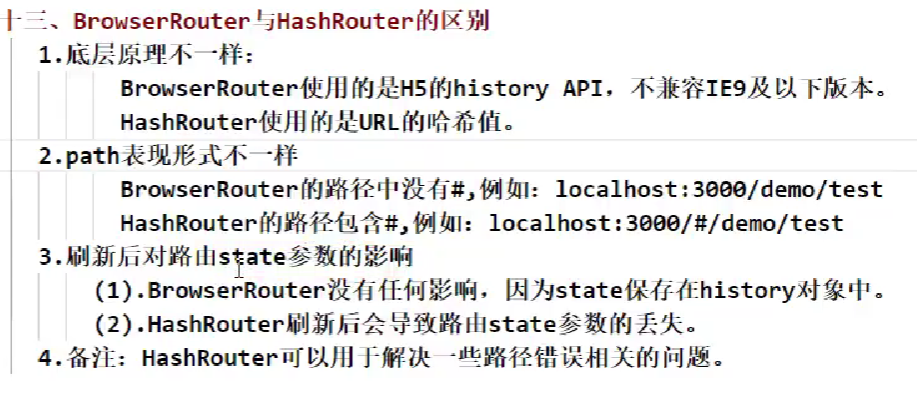 十三、BrowserRouter与HashRouter的区别
1.底层原理不一样：
BrowserRouter使用的是H5的history API，不兼容IE9及以下版本。
HashRouter使用的是URL的哈希值。
2.path表现形式不一样
BrowserRouter的路径中没有#,例如：localhost:3000/demo/test
HashRouter的路径包含#,例如：localhost:3000/#/demo/test
3.刷新后对路由state参数的影响
(1).BrowserRouter没有任何影响，因为state保存在history对象中。
(2).HashRouter刷新后会导致路由state参数的丢失。
4.备注：HashRouter可以用于解决一些路径错误相关的问题。